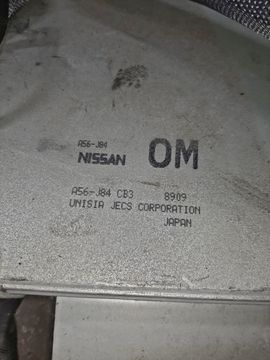 A56-J84
NISSAN OM
A56-J84 CB3 8909
UNISIA JECS CORPORATION
JAPAN